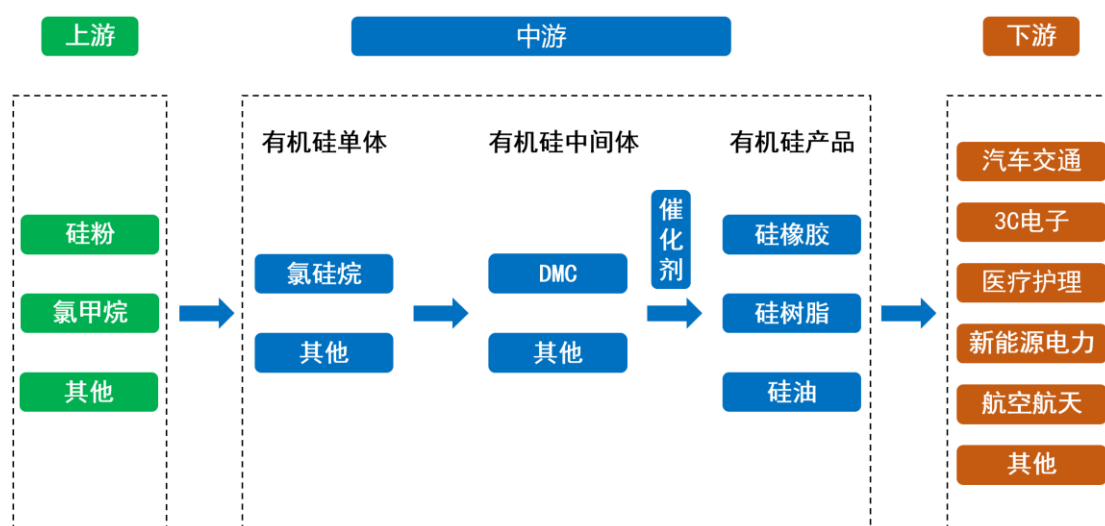 上游
中游
下游
硅粉
氯甲烷
其他
有机硅单体
氯硅烷
其他
有机硅中间体
DMC
其他
催化剂
有机硅产品
硅橡胶
硅树脂
硅油
汽车交通
3C电子
医疗护理
新能源电力
航空航天
其他